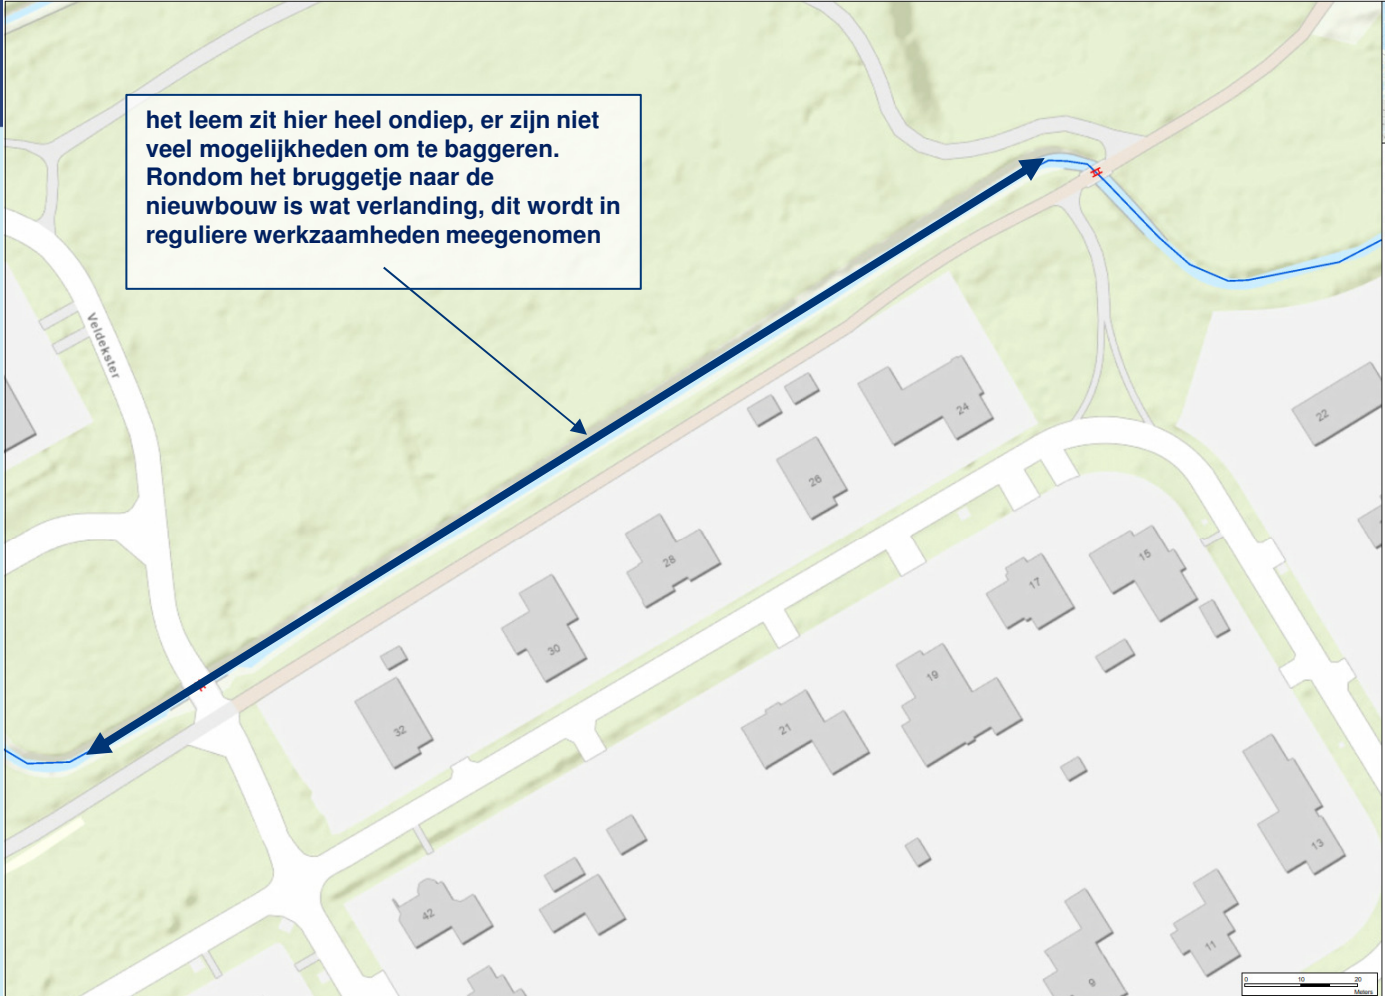 het leem zit hier heel ondiep, er zijn niet
veel mogelijkheden om te baggeren.
Rondom het bruggetje naar de
nieuwbouw is wat verlanding, dit wordt in
reguliere werkzaamheden meegenomen
Veldekster
24
22
26
28
15
17
30
19
32
21
13
42
11
9
0 10 20
Meters